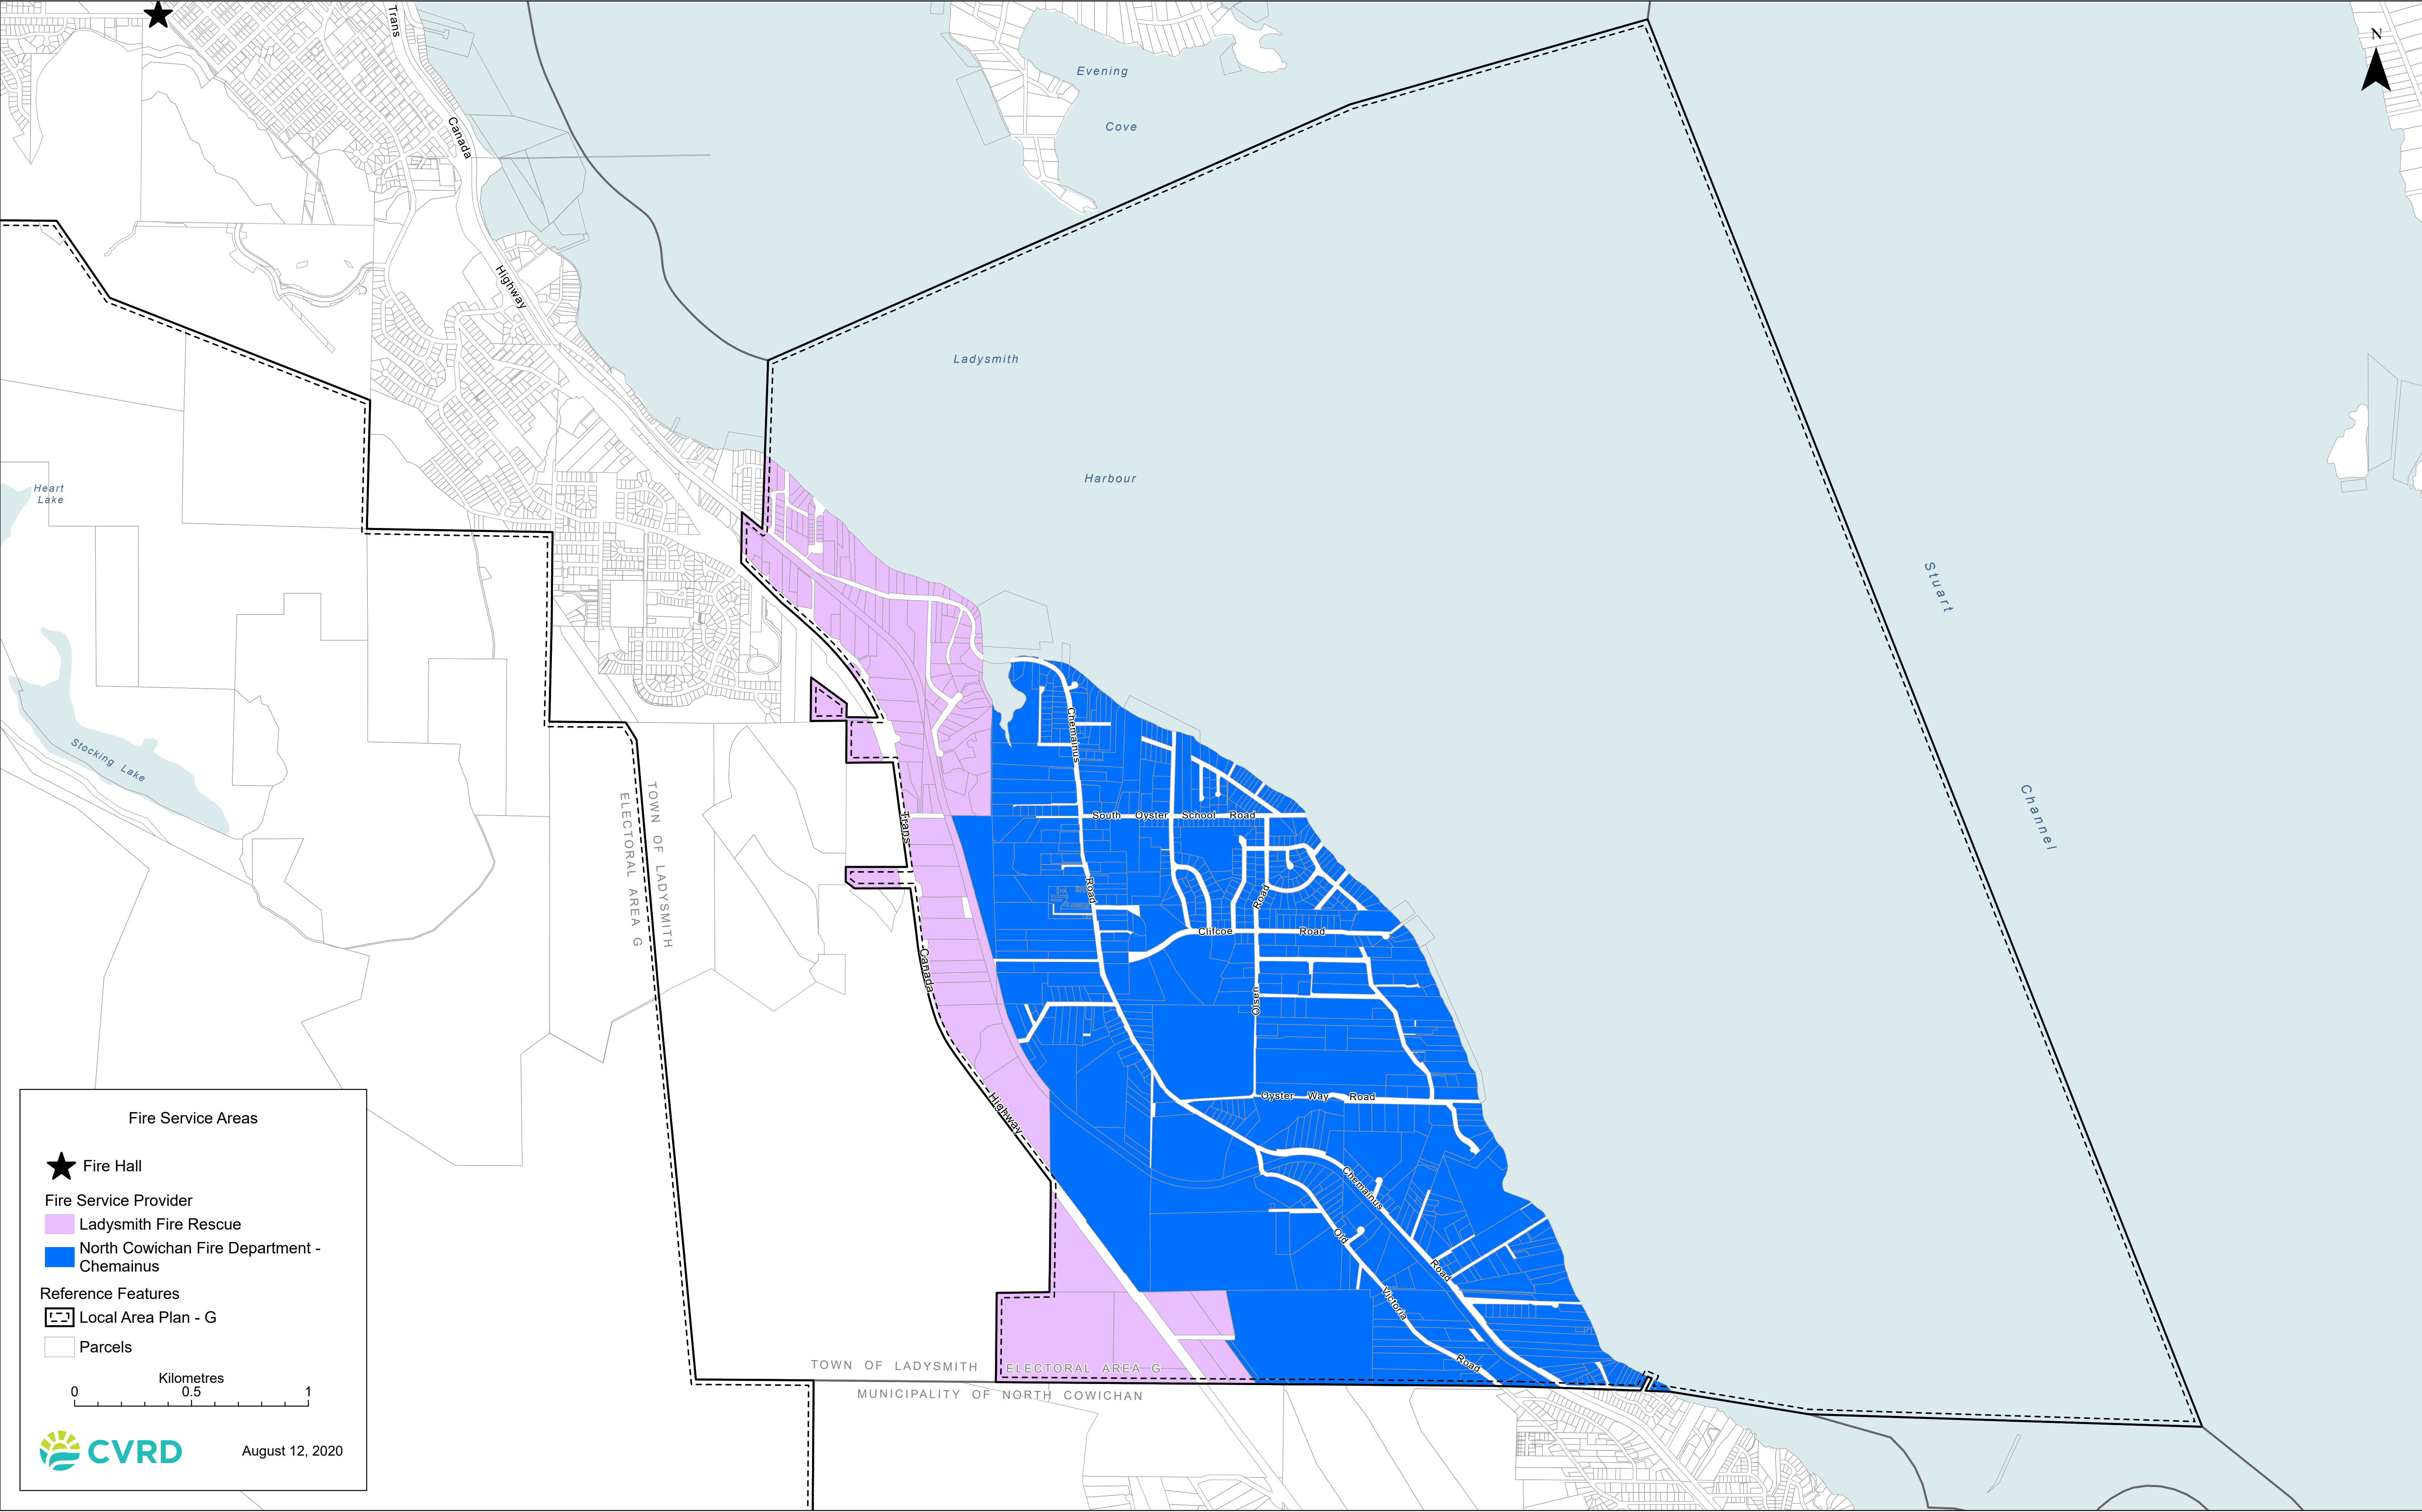 N
Trans
Canada
Highway
Evening
Cove
Ladysmith
Harbour
Heart
Lake
Stocking Lake
Stuart
Channel
TOWN OF LADYSMITH
ELECTORAL AREA G
Trans
Canada
Highway
Chemainus
Road
South Oyster School Road
Road
Olsen
Clifcoe Road
Oyster Way Road
Chemainus
Road
Old
Victoria
Road
TOWN OF LADYSMITH
ELECTORAL AREA G
MUNICIPALITY OF NORTH COWICHAN
Fire Service Areas
Fire Hall
Fire Service Provider
Ladysmith Fire Rescue
North Cowichan Fire Department -
Chemainus
Reference Features
Local Area Plan - G
Parcels
Kilometres
0 0.5 1
CVRD
August 12, 2020